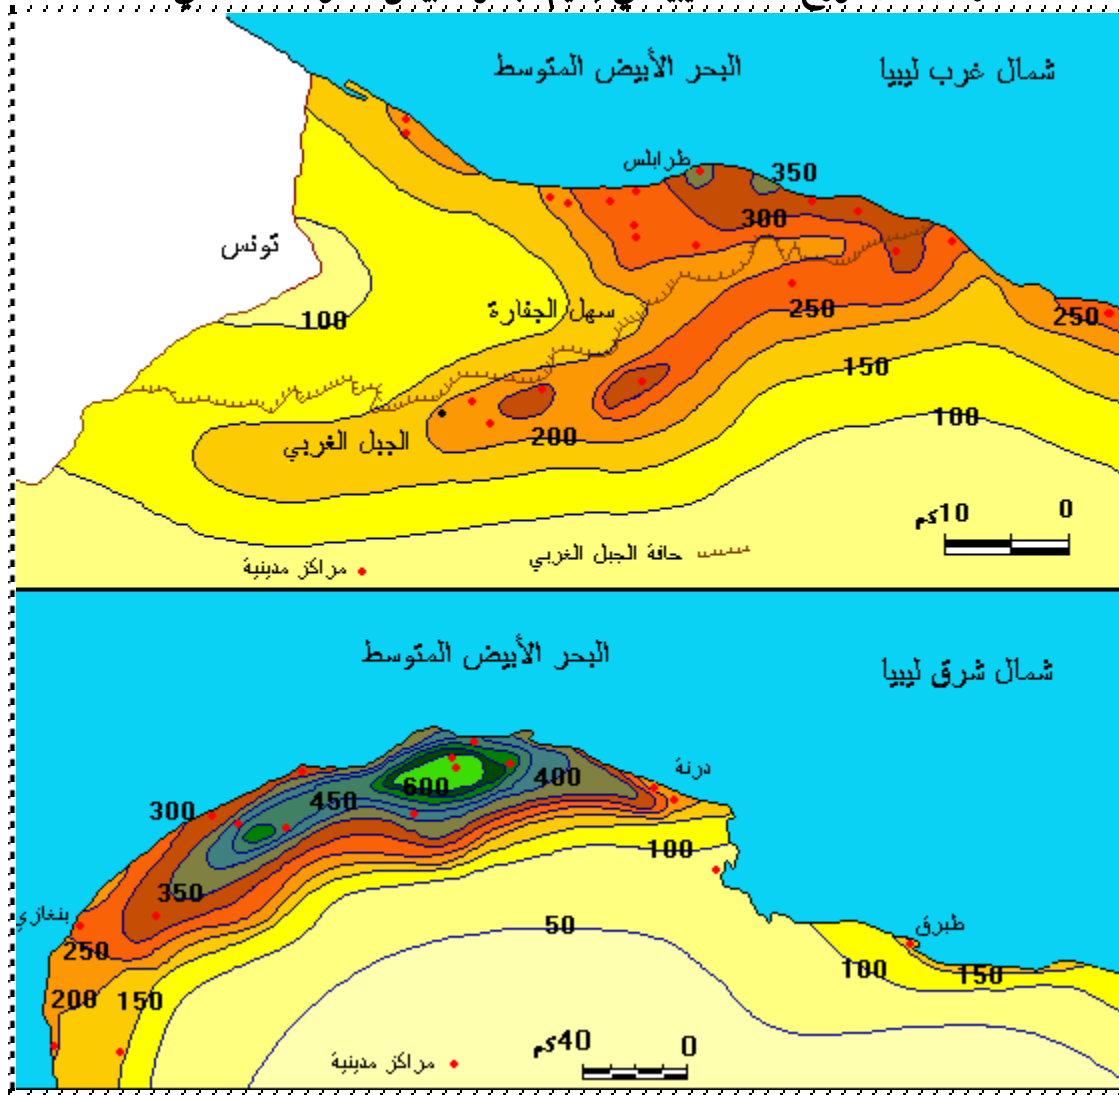 شمال غرب ليبيا
البحر الأبيض المتوسط
طرابلس
350
300
تونس
سهل الجفارة
100
250
250
150
100
200
الجبل الغربي
10كم 0
حافة الجبل الغربي
مراكز مدينية
البحر الأبيض المتوسط
شمال شرق ليبيا
درنة
400
600
450
300
100
350
بنغازي
50
طبرق
250
100
150
200
150
40كم 0
مراكز مدينية